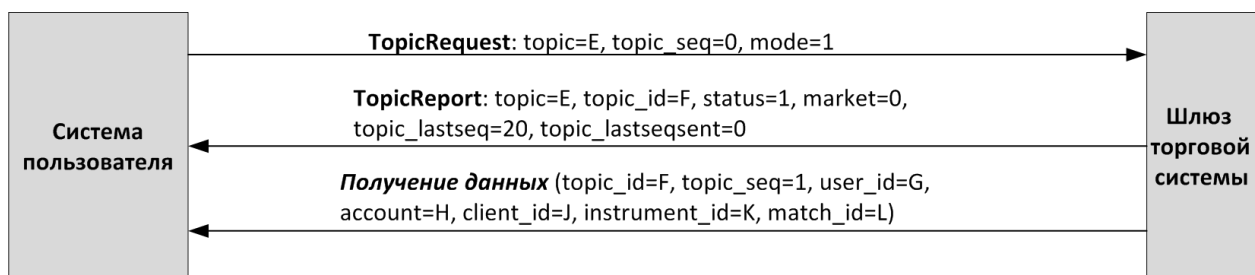 TopicRequest: topic=E, topic_seq=0, mode=1
TopicReport: topic=E, topic_id=F, status=1, market=0,
topic_lastseq=20, topic_lastseqsent=0
Система
пользователя
Шлюз
торговой
системы
Получение данных (topic_id=F, topic_seq=1, user_id=G,
account=H, client_id=J, instrument_id=K, match_id=L)